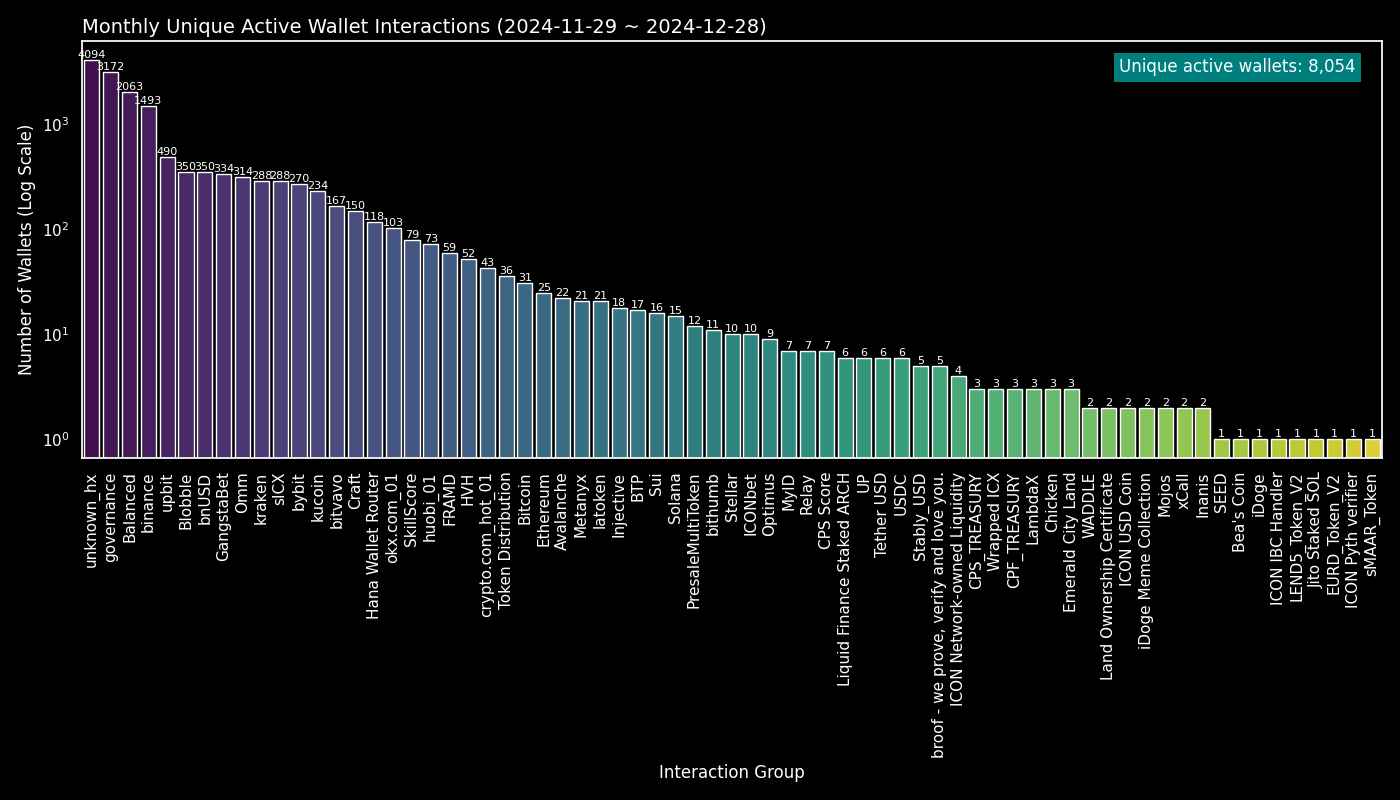 Monthly Unique Active Wallet Interactions (2024-11-29 ~ 2024-12-28)
Unique active wallets: 8,054
Number of Wallets (Log Scale)
10^3
10^2
10^1
10^0
4094
3172
2063
1493
490
350
350
334
314
288
288
270
234
167
150
118
103
79
73
59
52
43
36
31
25
22
21
21
18
17
16
15
12
11
10
10
9
7
7
7
6
6
6
6
5
5
4
3
3
3
3
3
3
2
2
2
2
2
2
2
1
1
1
1
1
1
1
1
1
unknown_hx
governance
Balanced
binance
upbit
Blobble
bnUSD
GangstaBet
Omm
kraken
sICX
bybit
kucoin
bitvavo
Craft
Hana Wallet Router
okx.com_01
SkillScore
huobi_01
FRAMD
HVH
crypto.com_hot_01
Token Distribution
Bitcoin
Ethereum
Avalanche
Metanyx
latoken
Injective
BTP
Sui
Solana
PresaleMultiToken
bithumb
Stellar
ICONbet
Optimus
MyID
Relay
CPS Score
Liquid Finance Staked ARCH
UP
Tether USD
USDC
Stably_USD
broof - we prove, verify and love you.
ICON Network-owned Liquidity
CPS_TREASURY
Wrapped ICX
CPF_TREASURY
LambdaX
Chicken
Emerald City Land
WADDLE
Land Ownership Certificate
ICON USD Coin
iDoge Meme Collection
Mojos
xCall
Inanis
SEED
Bea's Coin
iDoge
ICON IBC Handler
LEND5_Token_V2
Jito Staked SOL
EURD_Token_V2
ICON Pyth verifier
sMAAR_Token
Interaction Group